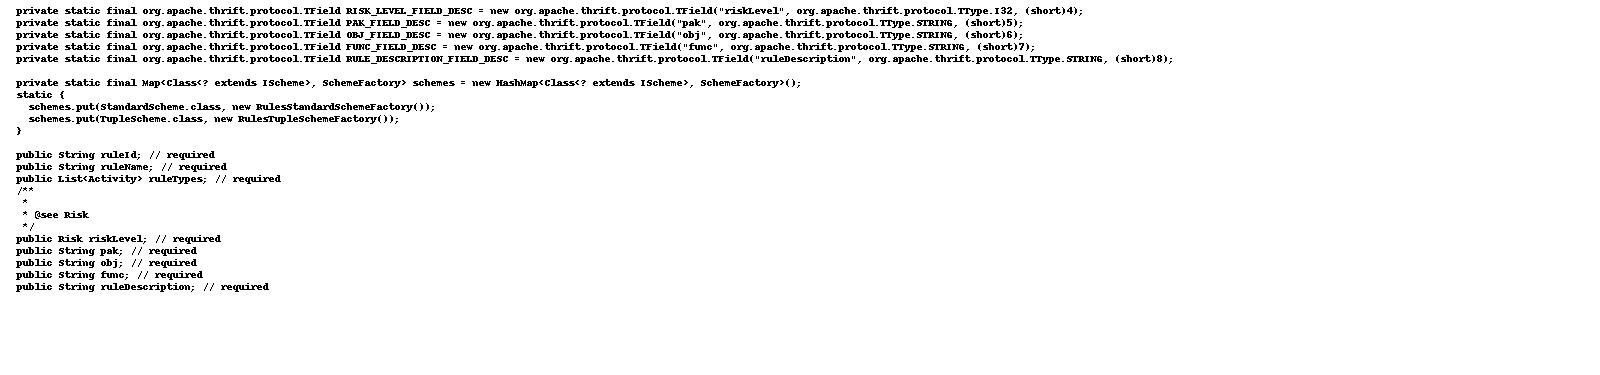 private static final org.apache.thrift.protocol.TField RISK_LEVEL_FIELD_DESC = new org.apache.thrift.protocol.TField("riskLevel", org.apache.thrift.protocol.TType.I32, (short)4);
private static final org.apache.thrift.protocol.TField PAK_FIELD_DESC = new org.apache.thrift.protocol.TField("pak", org.apache.thrift.protocol.TType.STRING, (short)5);
private static final org.apache.thrift.protocol.TField OBJ_FIELD_DESC = new org.apache.thrift.protocol.TField("obj", org.apache.thrift.protocol.TType.STRING, (short)6);
private static final org.apache.thrift.protocol.TField FUNC_FIELD_DESC = new org.apache.thrift.protocol.TField("func", org.apache.thrift.protocol.TType.STRING, (short)7);
private static final org.apache.thrift.protocol.TField RULE_DESCRIPTION_FIELD_DESC = new org.apache.thrift.protocol.TField("ruleDescription", org.apache.thrift.protocol.TType.STRING, (short)8);
private static final Map<Class<? extends IScheme>, SchemeFactory> schemes = new HashMap<Class<? extends IScheme>, SchemeFactory>();
static {
schemes.put(StandardScheme.class, new RulesStandardSchemeFactory());
schemes.put(TupleScheme.class, new RulesTupleSchemeFactory());
}
public String ruleId; // required
public String ruleName; // required
public List<Activity> ruleTypes; // required
/**
*
* @see Risk
*/
public Risk riskLevel; // required
public String pak; // required
public String obj; // required
public String func; // required
public String ruleDescription; // required